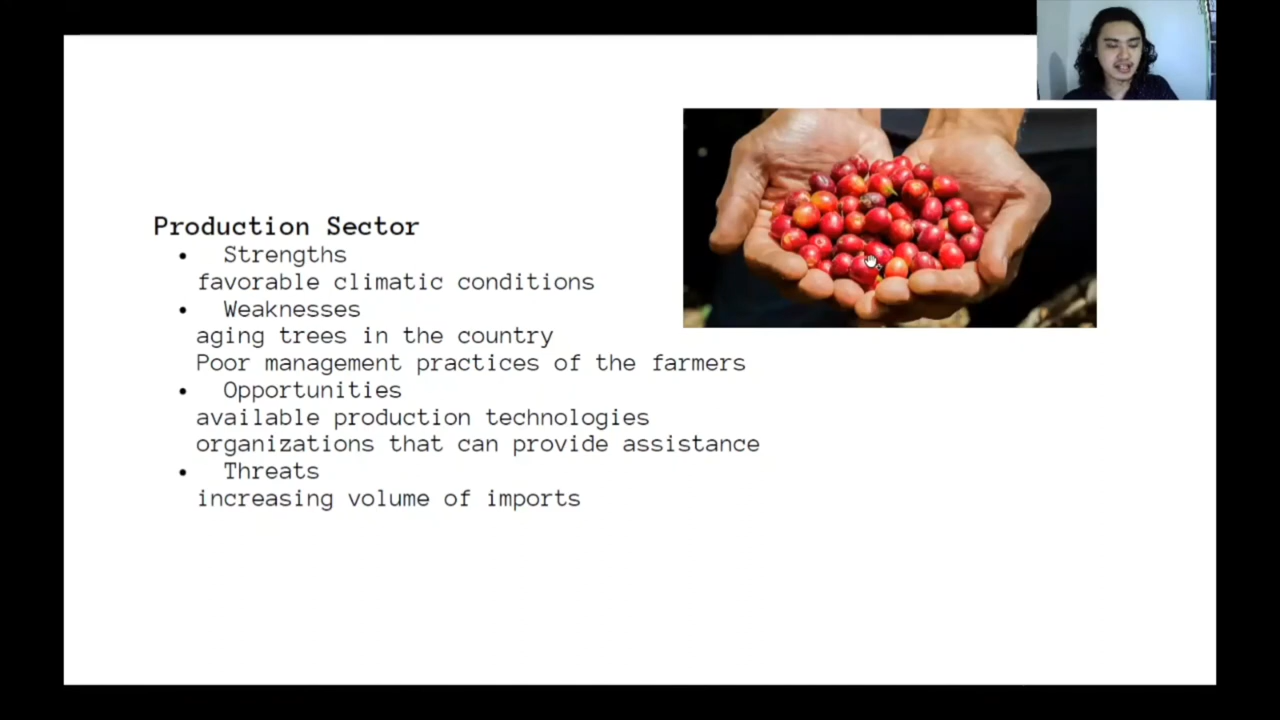 Production Sector
• Strengths
favorable climatic conditions
• Weaknesses
aging trees in the country
Poor management practices of the farmers
• Opportunities
available production technologies
organizations that can provide assistance
• Threats
increasing volume of imports